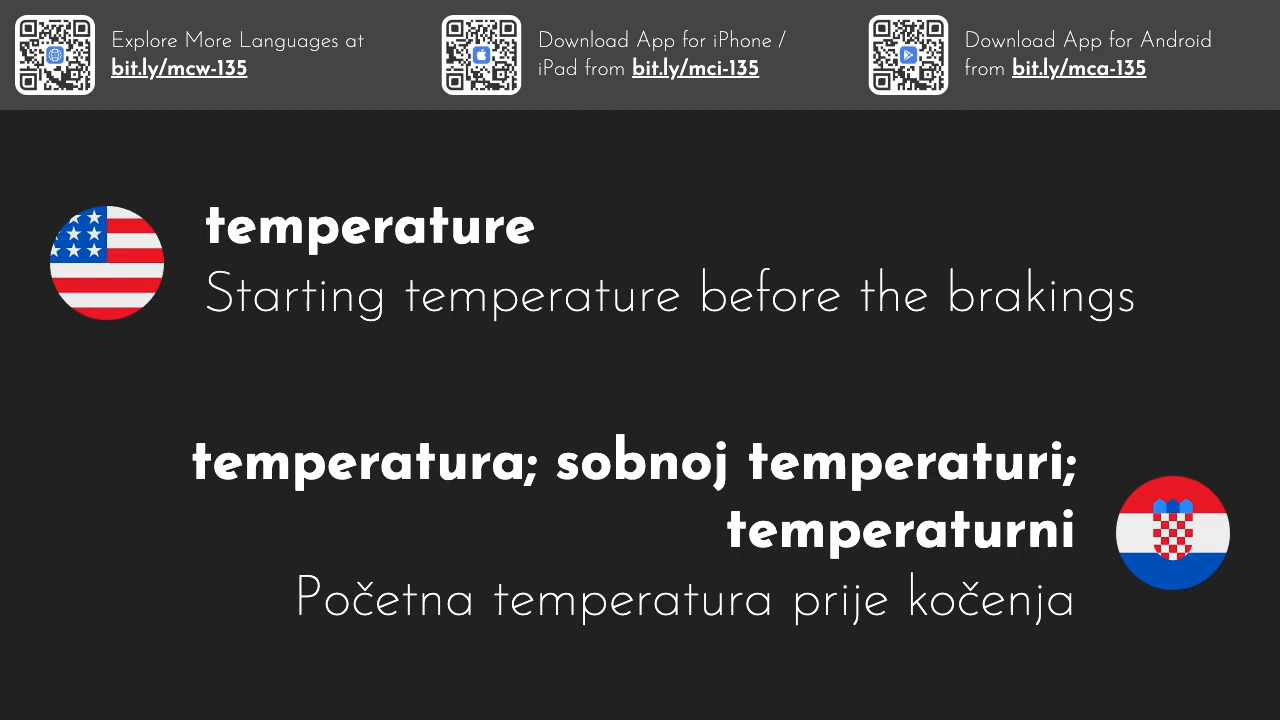 Explore More Languages at
bit.ly/mcw-135
Download App for iPhone /
iPad from bit.ly/mci-135
Download App for Android
from bit.ly/mca-135
temperature
Starting temperature before the brakings
temperatura; sobnoj temperaturi;
temperaturni
Početna temperatura prije kočenja